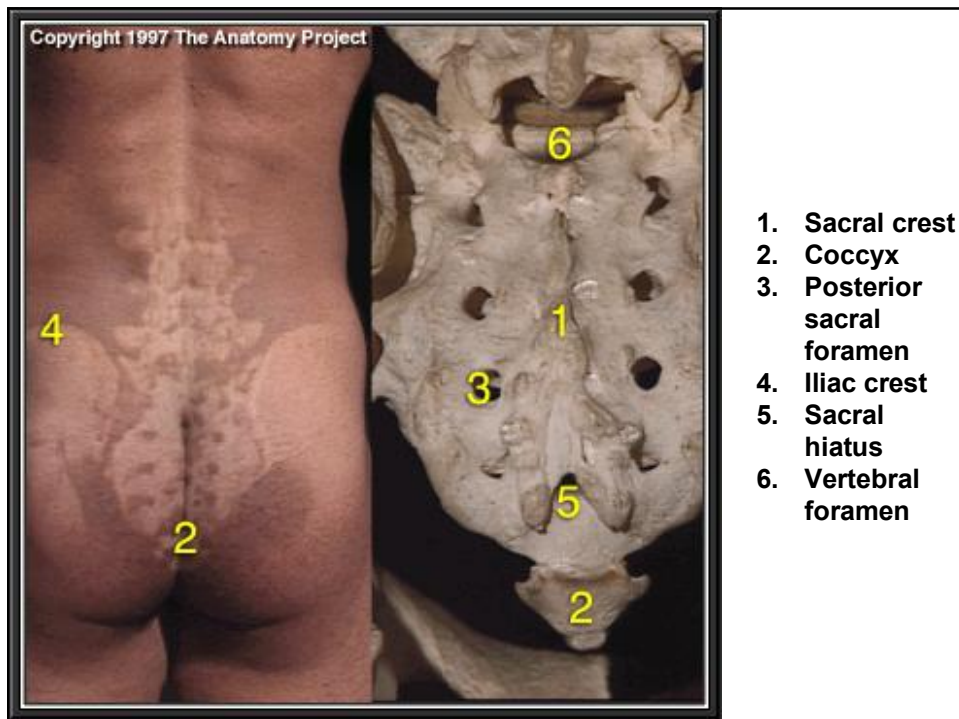 Copyright 1997 The Anatomy Project
6
4
1
3
5
2
2
1. Sacral crest
2. Coccyx
3. Posterior
sacral
foramen
4. Iliac crest
5. Sacral
hiatus
6. Vertebral
foramen